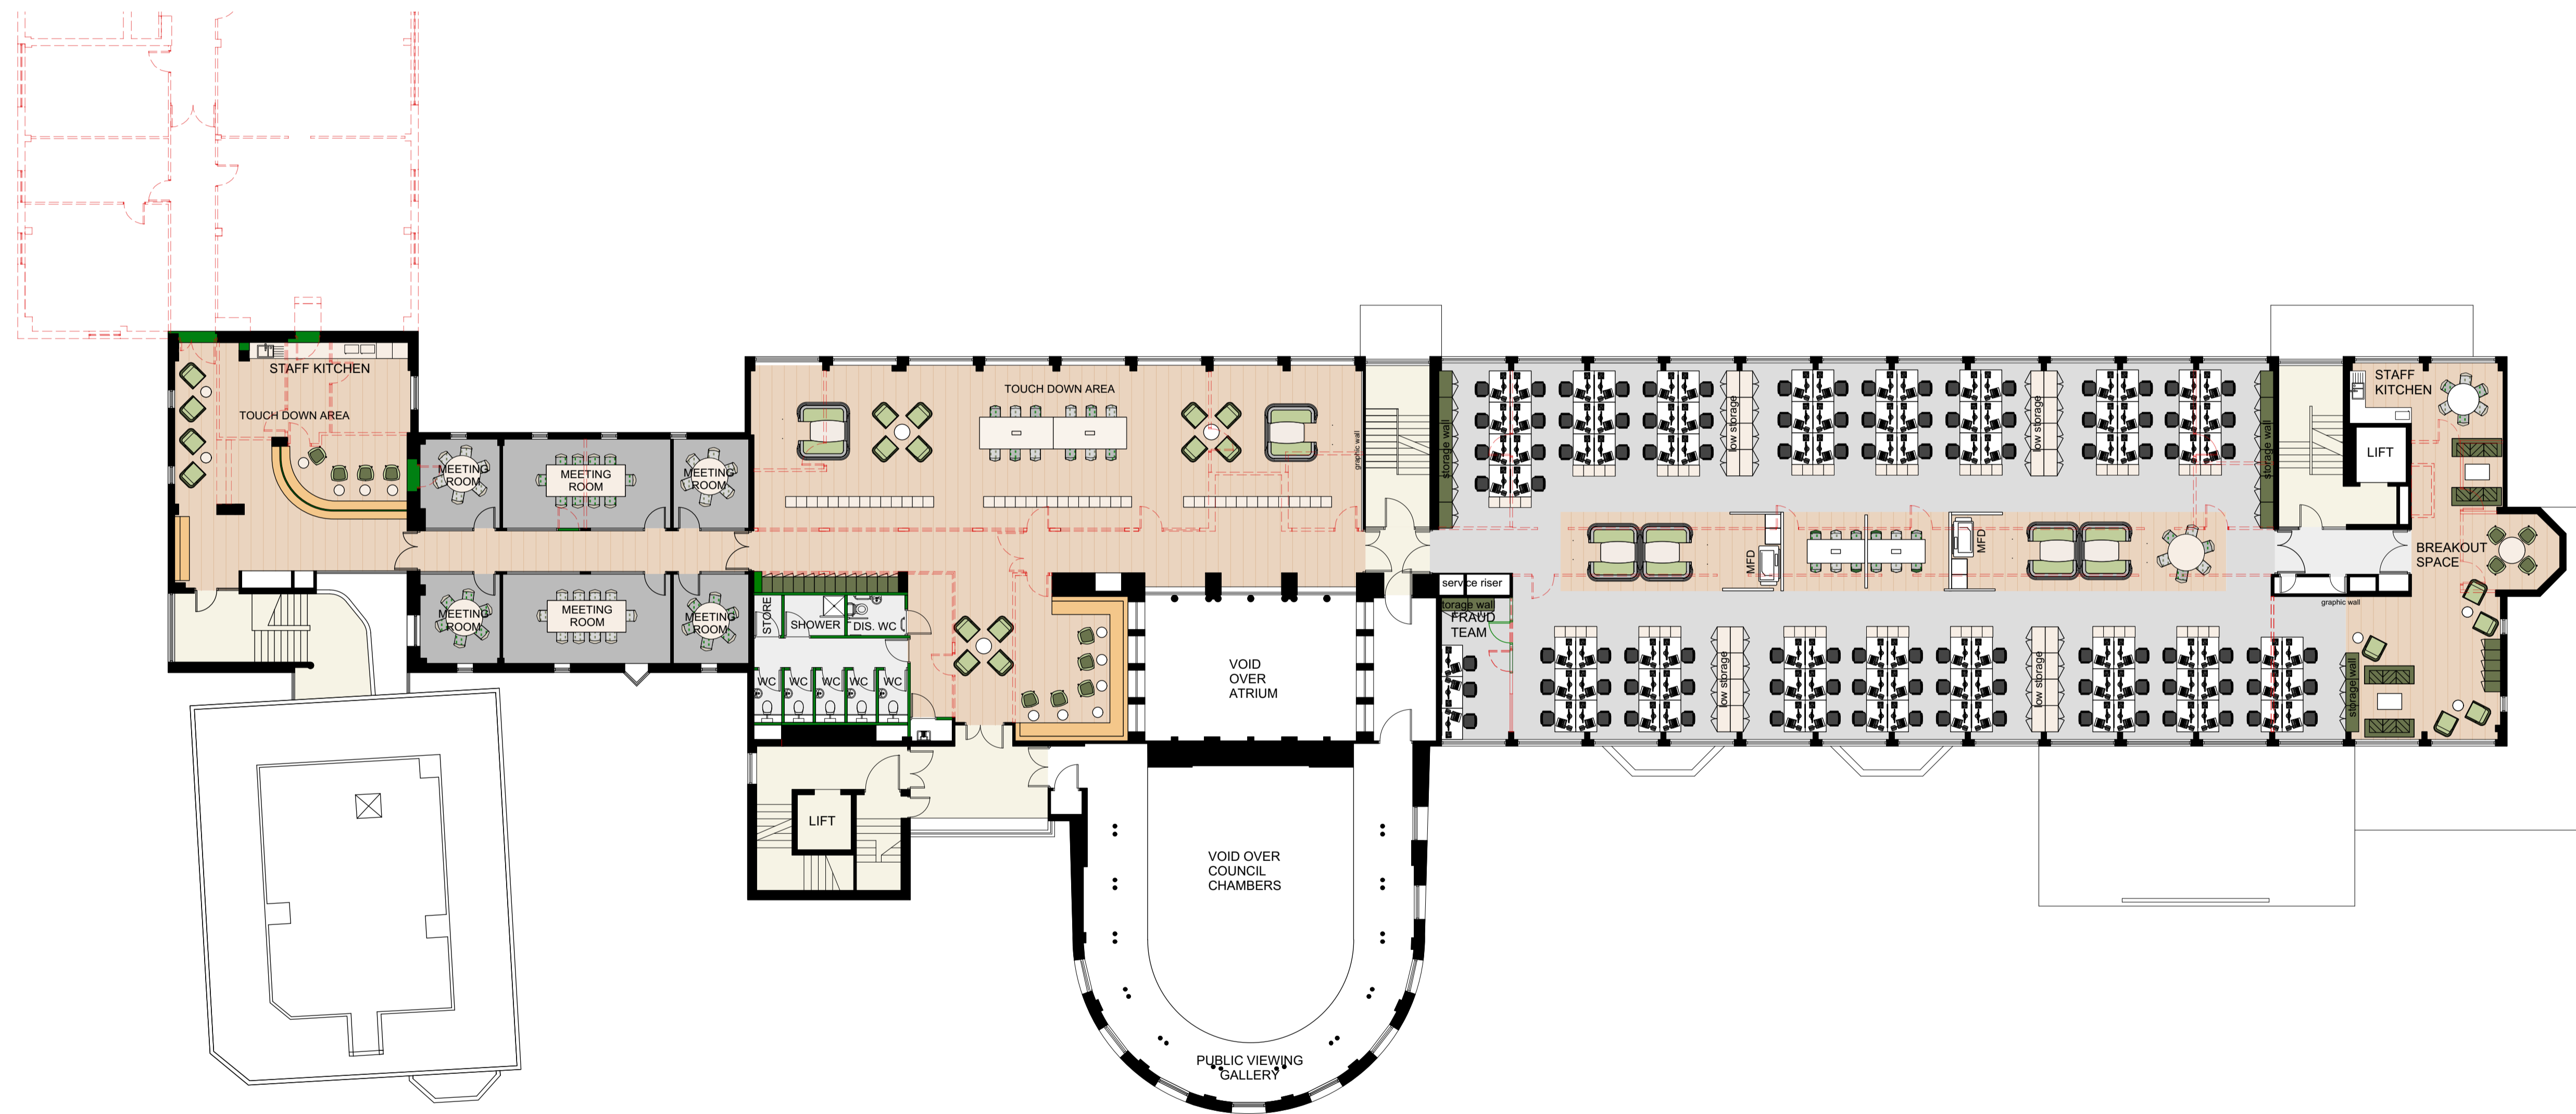 STAFF KITCHEN
TOUCH DOWN AREA
MEETING
ROOM
MEETING
ROOM
MEETING
ROOM
MEETING
ROOM
MEETING
ROOM
MEETING
ROOM
TOUCH DOWN AREA
graphic wall
STORE
SHOWER
DIS. WC
WC
WC
WC
WC
WC
LIFT
VOID
OVER
ATRIUM
VOID OVER
COUNCIL
CHAMBERS
PUBLIC VIEWING
GALLERY
storage wall
low storage
low storage
storage wall
MFD
MFD
service riser
storage wall
FRAUD
TEAM
low storage
low storage
storage wall
LIFT
STAFF
KITCHEN
BREAKOUT
SPACE
graphic wall